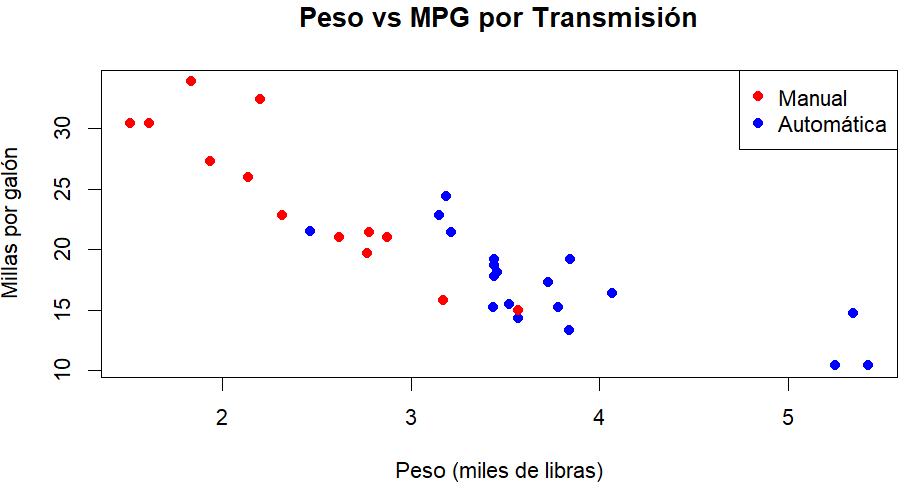 Peso vs MPG por Transmisión
Manual
Automática
Millas por galón
30
25
20
15
10
2 3 4 5
Peso (miles de libras)